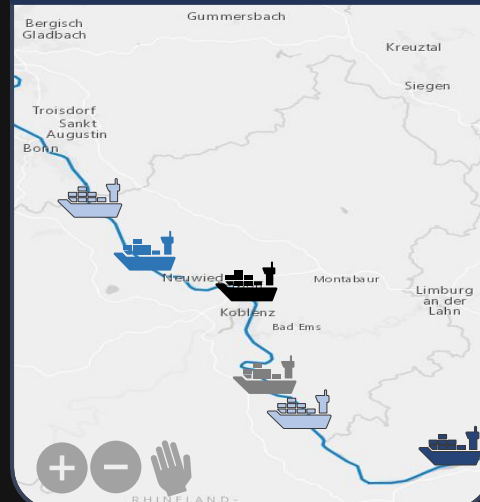 Bergisch
Gladbach
Gummersbach
Kreuztal
Siegen
Troisdorf
Sankt
Augustin
Bonn
Neuwied
Montabaur
Limburg
an der
Lahn
Koblenz
Bad Ems
RHINELAND-